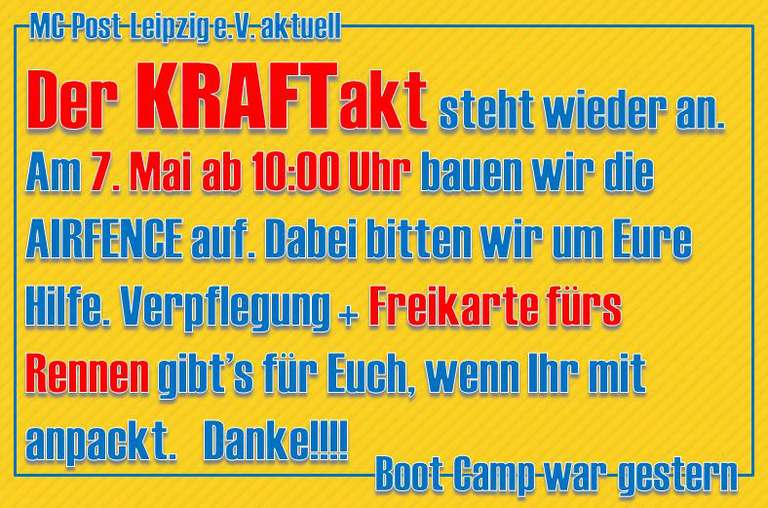 MC Post Leipzig e.V. aktuell
Der KRAFTakt steht wieder an.
Am 7. Mai ab 10:00 Uhr bauen wir die
AIRFENCE auf. Dabei bitten wir um Eure
Hilfe. Verpflegung + Freikarte fürs
Rennen gibt's für Euch, wenn Ihr mit
anpackt. Danke!!!!
Boot Camp war gestern